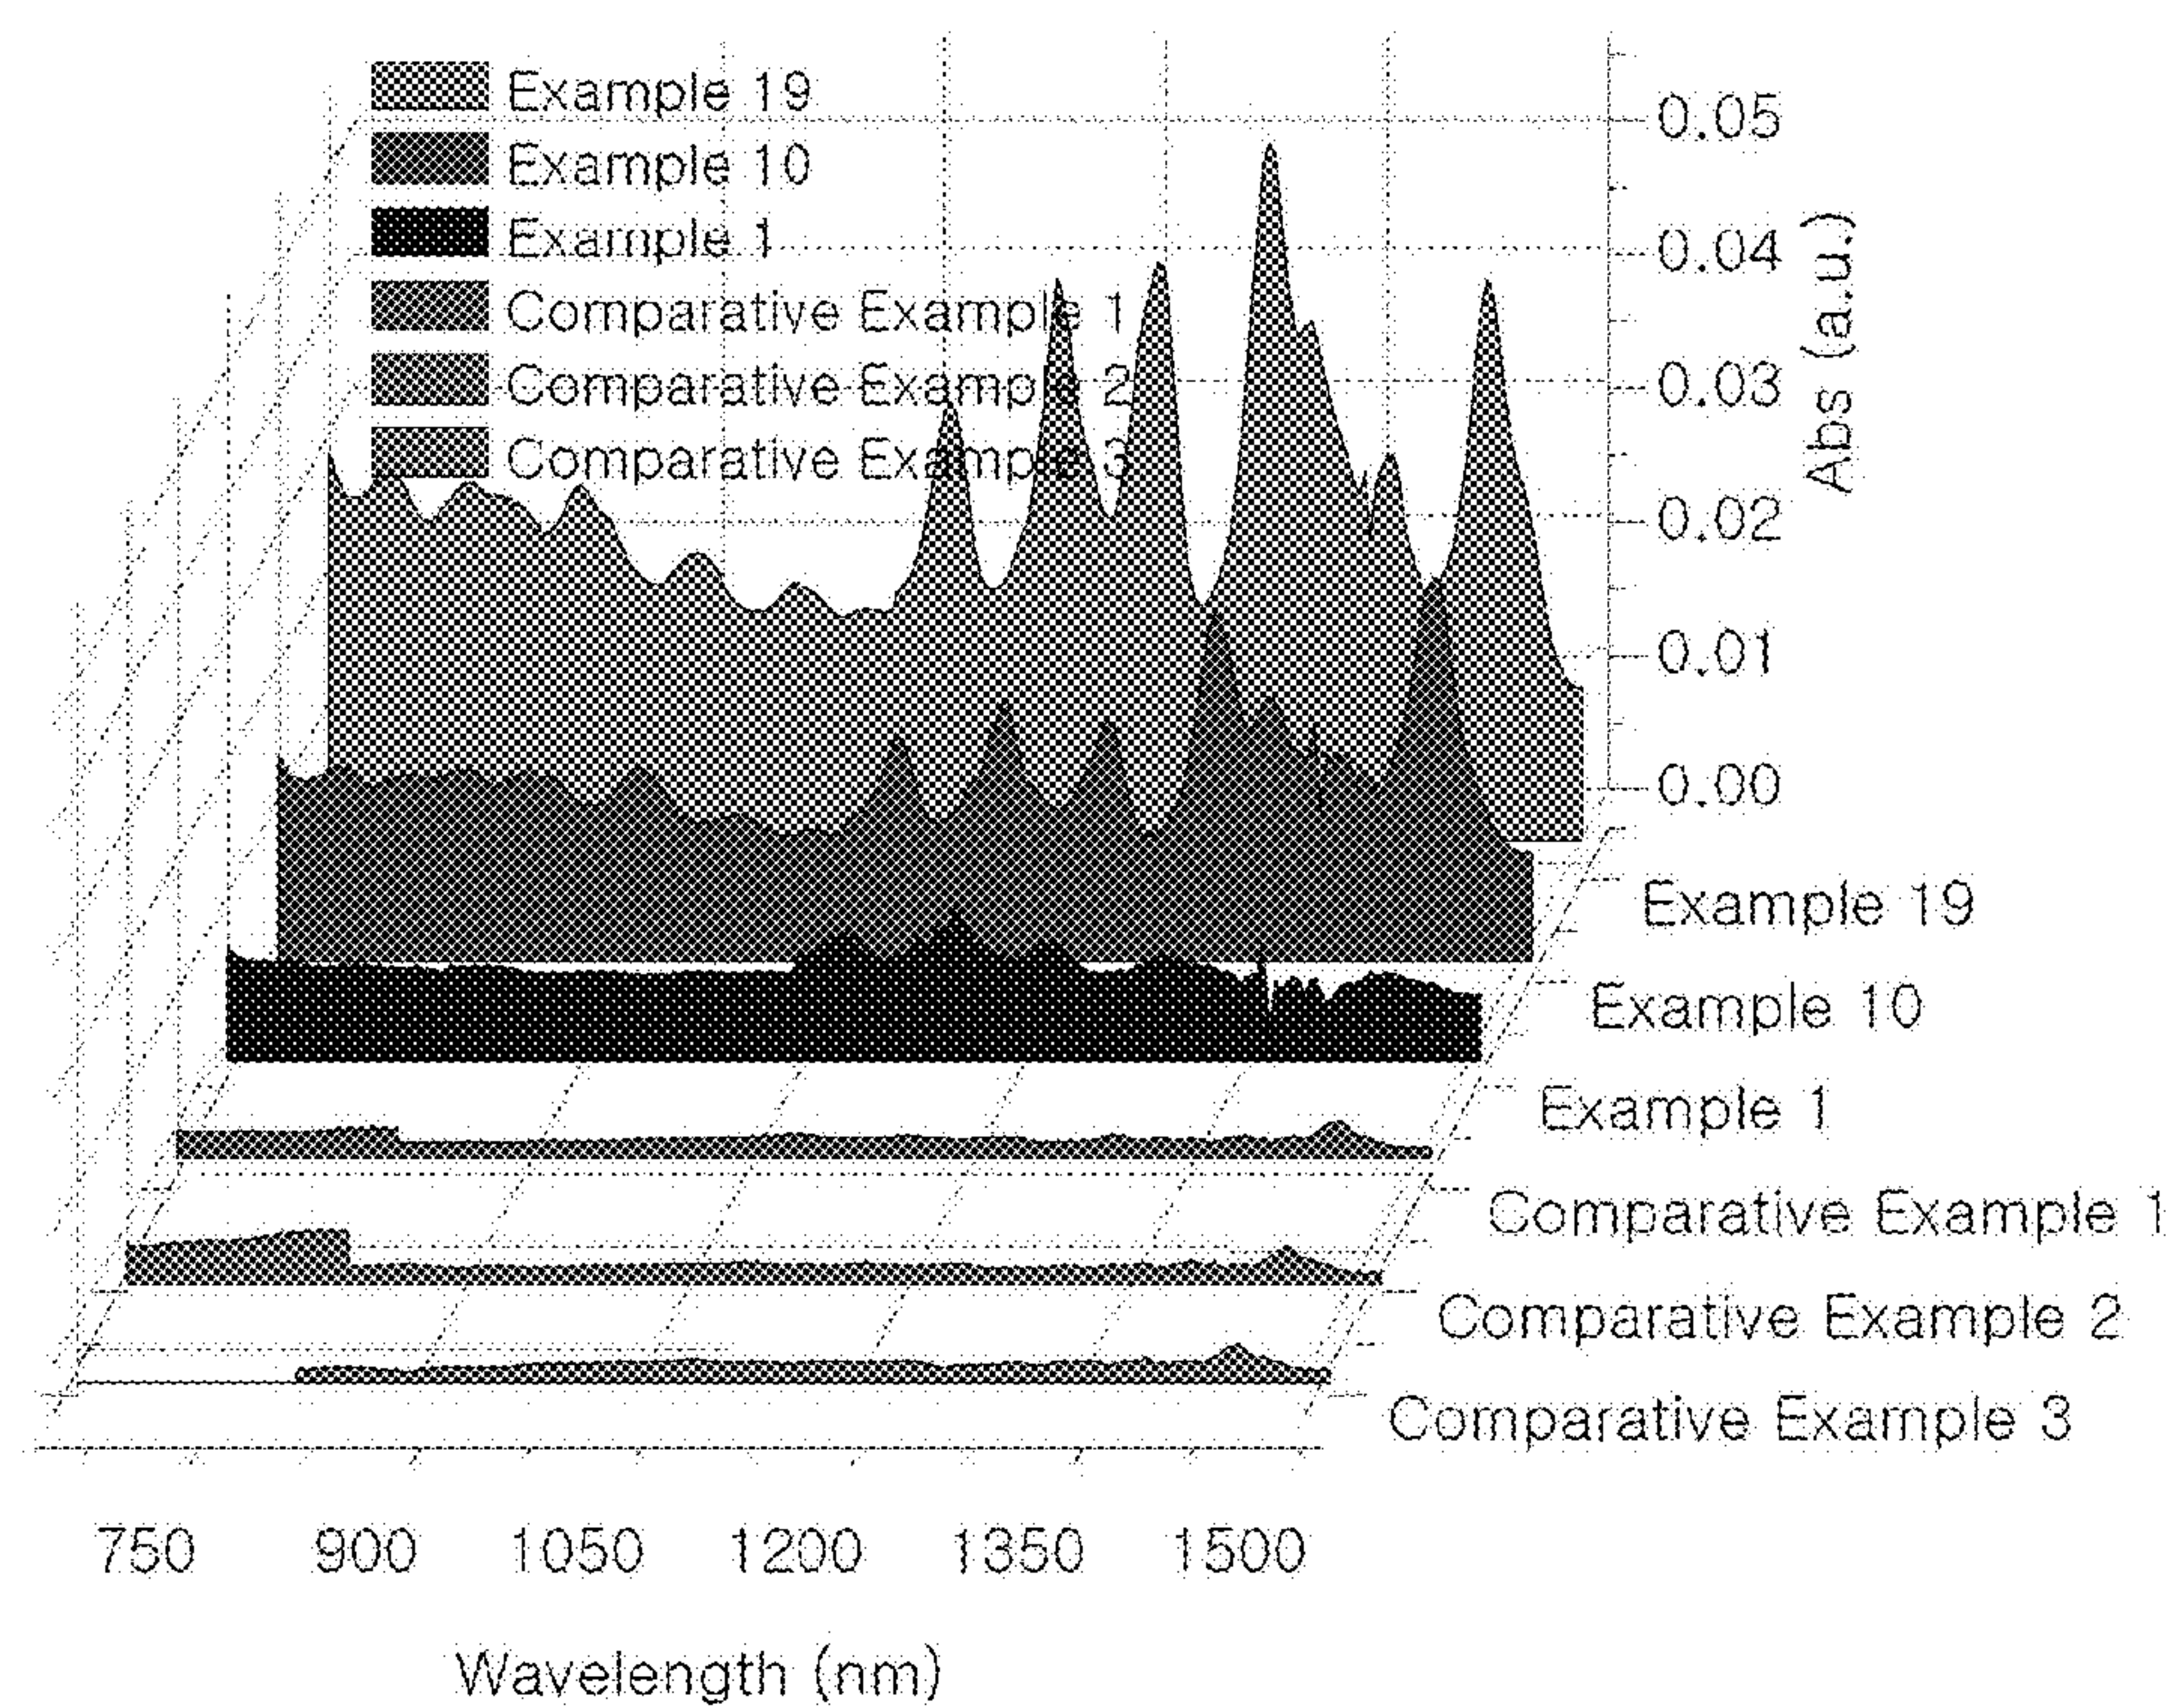 Example 19
Example 10
Example 1
Comparative Example 1
Comparative Example 2
Comparative Example 3
0.05
0.04
0.03
0.02
0.01
0.00
Abs (a.u.)
Example 19
Example 10
Example 1
Comparative Example 1
Comparative Example 2
Comparative Example 3
750 900 1050 1200 1350 1500
Wavelength (nm)